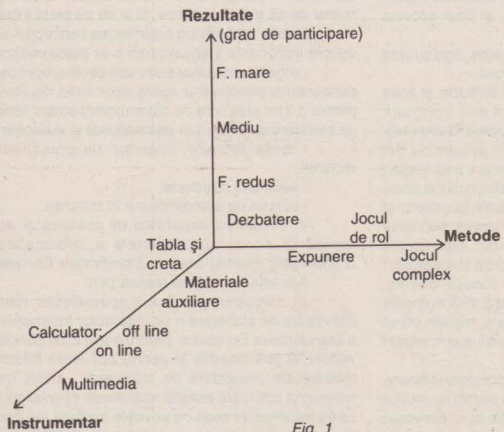 Rezultate
(grad de participare)
F. mare
Mediu
F. redus
Dezbatere
Jocul
de rol
Metode
Tabla și
creta
Expunere
Jocul
complex
Materiale
auxiliare
Calculator: off line
on line
Multimedia
Instrumentar
Fig. 1